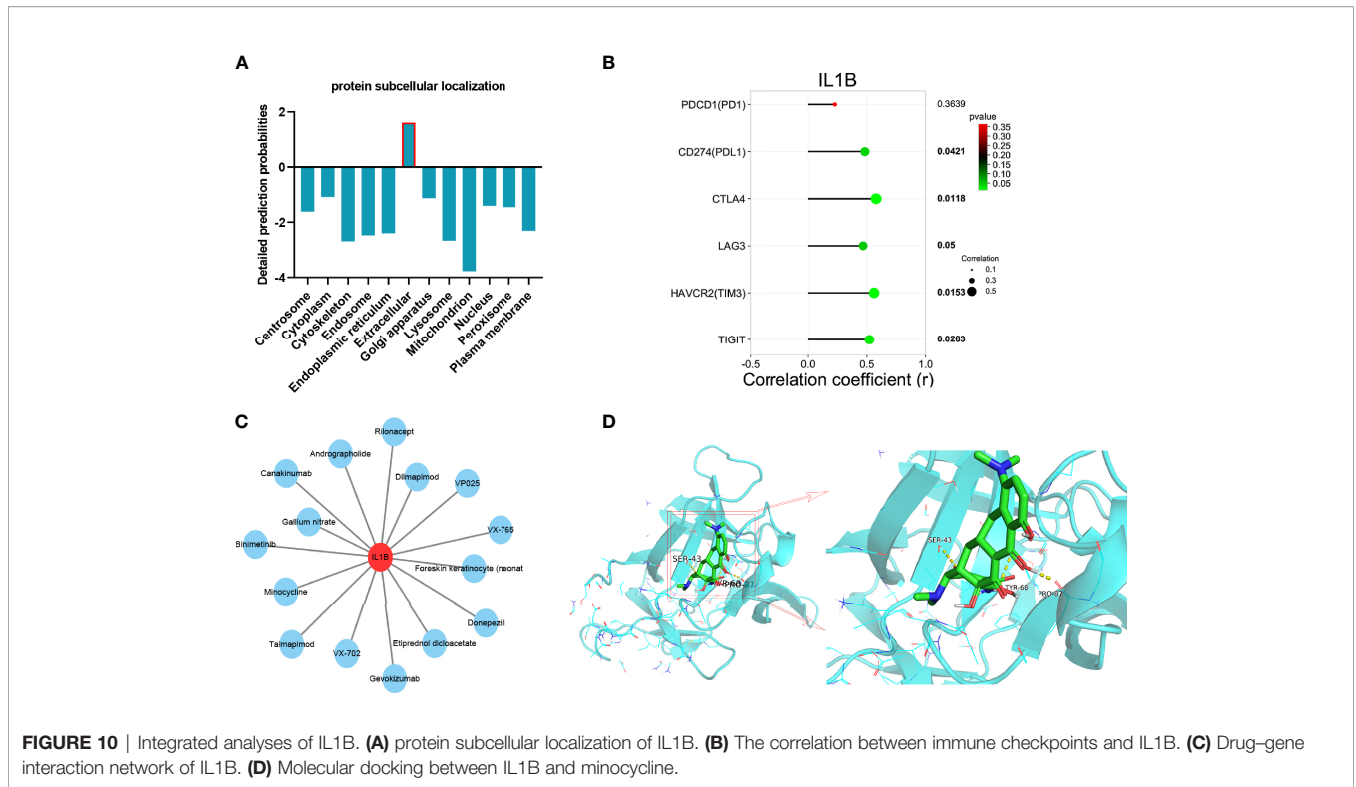 A
protein subcellular localization
Detailed prediction probabilities
2
0
-2
-4
Centrosome
Cytoplasm
Cytoskeleton
Endosome
Endoplasmic reticulum
Extracellular
Golgi apparatus
Lysosome
Mitochondrion
Nucleus
Peroxisome
Plasma membrane
B
IL1B
PDCD1(PD1)
CD274(PDL1)
CTLA4
LAG3
HAVCR2(TIM3)
TIGIT
0.3639
0.0421
0.0118
0.05
0.0153
0.0203
-0.5 0.0 0.5 1.0
Correlation coefficient (r)
pvalue
0.35
0.30
0.25
0.20
0.15
0.10
0.05
Correlation
0.1
0.3
0.5
C
Rilonacept
Andrographolide
Canakinumab
Dilmapimod
VP025
Gallium nitrate
VX-765
Binimetinib
IL1B
Foreskin keratinocyte (neonat
Minocycline
Donepezil
Talmapimod
VX-702
Etiprednol dicloacetate
Gevokizumab
D
SER-43
SER-43
TYR-68
PRO-87
FIGURE 10 | Integrated analyses of IL1B. (A) protein subcellular localization of IL1B. (B) The correlation between immune checkpoints and IL1B. (C) Drug–gene
interaction network of IL1B. (D) Molecular docking between IL1B and minocycline.